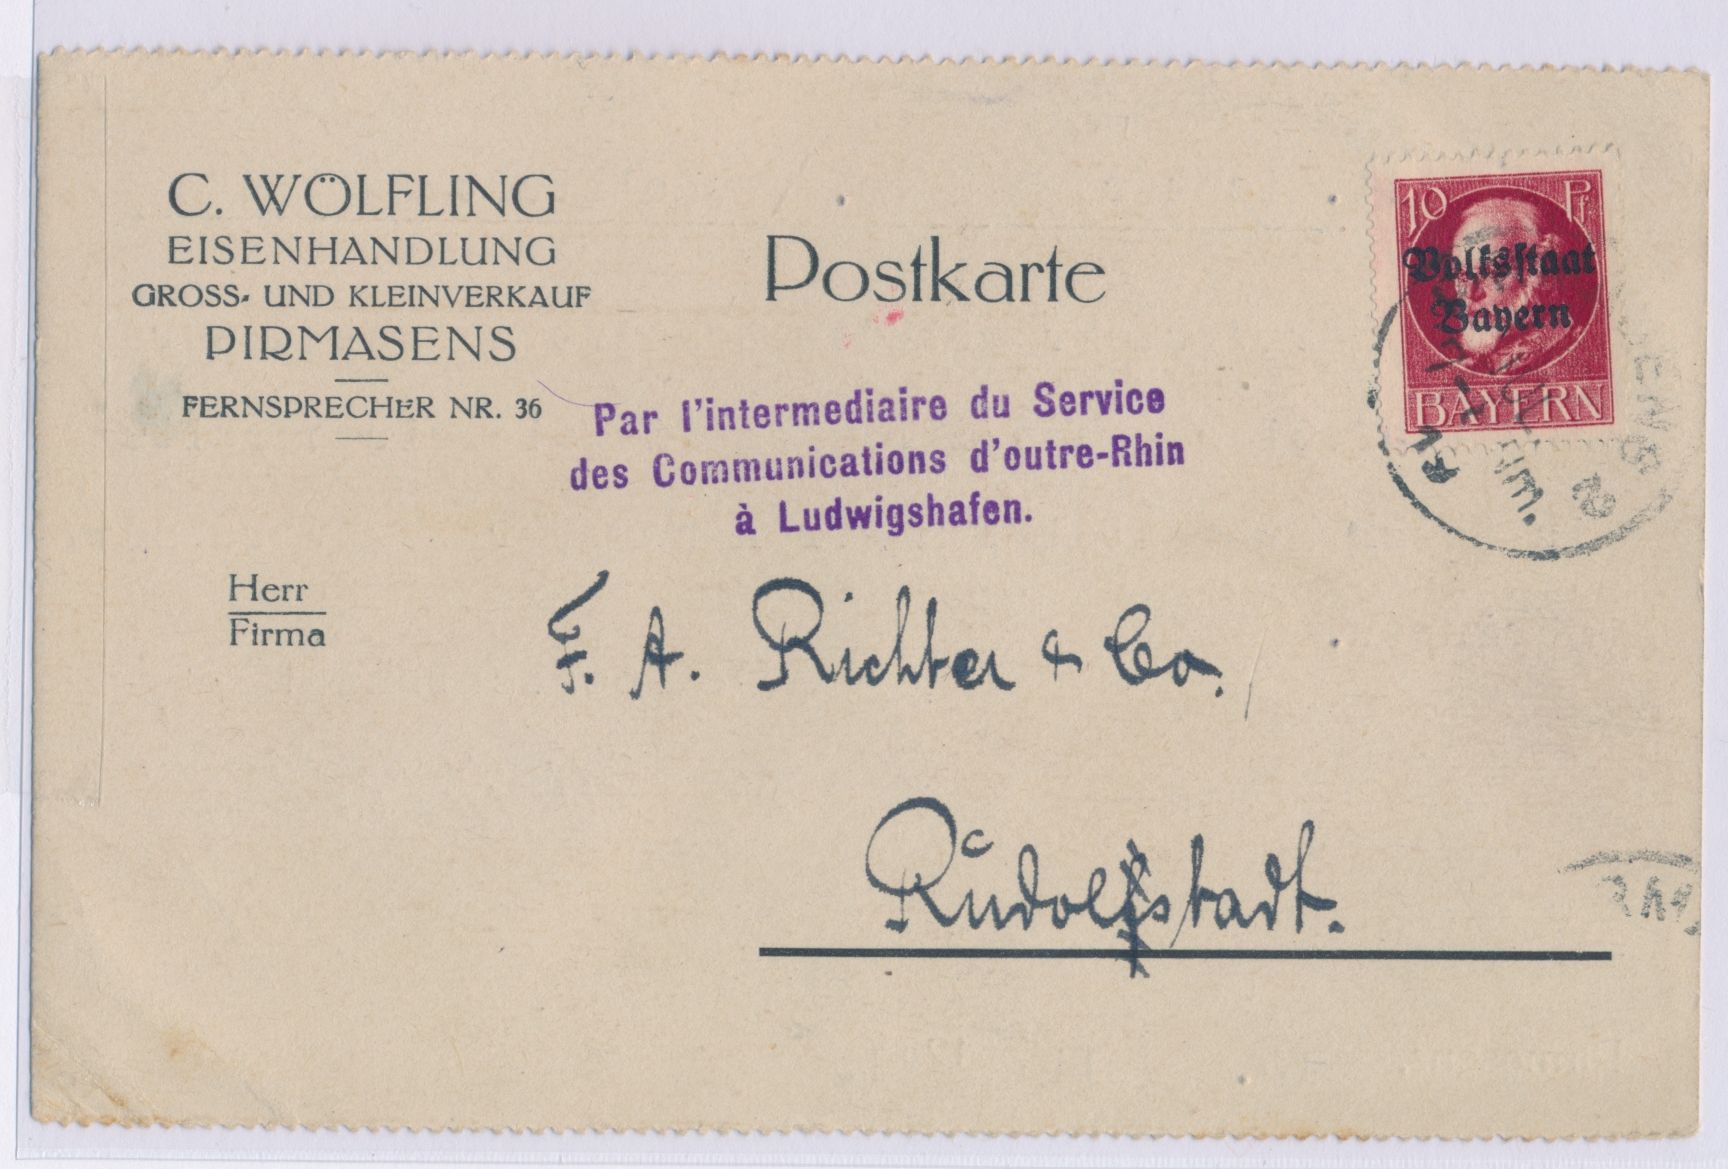 C. WÖLFLING
EISENHANDLUNG
GROSS- UND KLEINVERKAUF
PIRMASENS
FERNSPRECHER NR. 36
Postkarte
10 Pf
Volksstaat
Bayern
BAYERN
Par l'intermediaire du Service
des Communications d'outre-Rhin
à Ludwigshafen.
Herr
Firma
F. A. Richter & Co.
Rudolstadt.